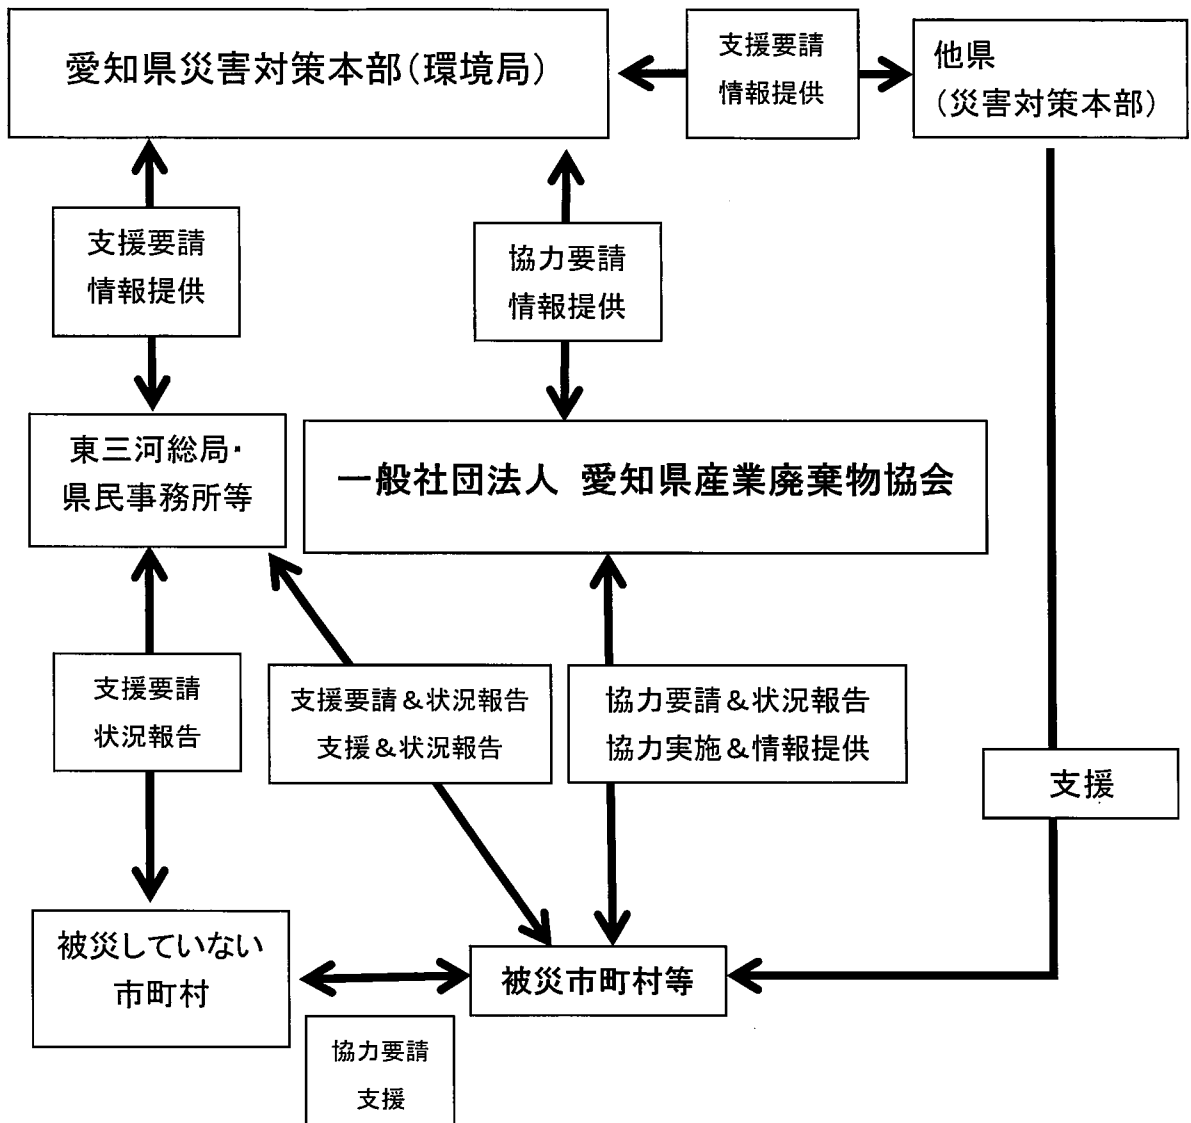 愛知県災害対策本部（環境局）
支援要請
情報提供
他県
（災害対策本部）
支援要請
情報提供
協力要請
情報提供
東三河総局・
県民事務所等
一般社団法人 愛知県産業廃棄物協会
支援要請
状況報告
支援要請＆状況報告
支援＆状況報告
協力要請＆状況報告
協力実施＆情報提供
支援
被災していない
市町村
被災市町村等
協力要請
支援